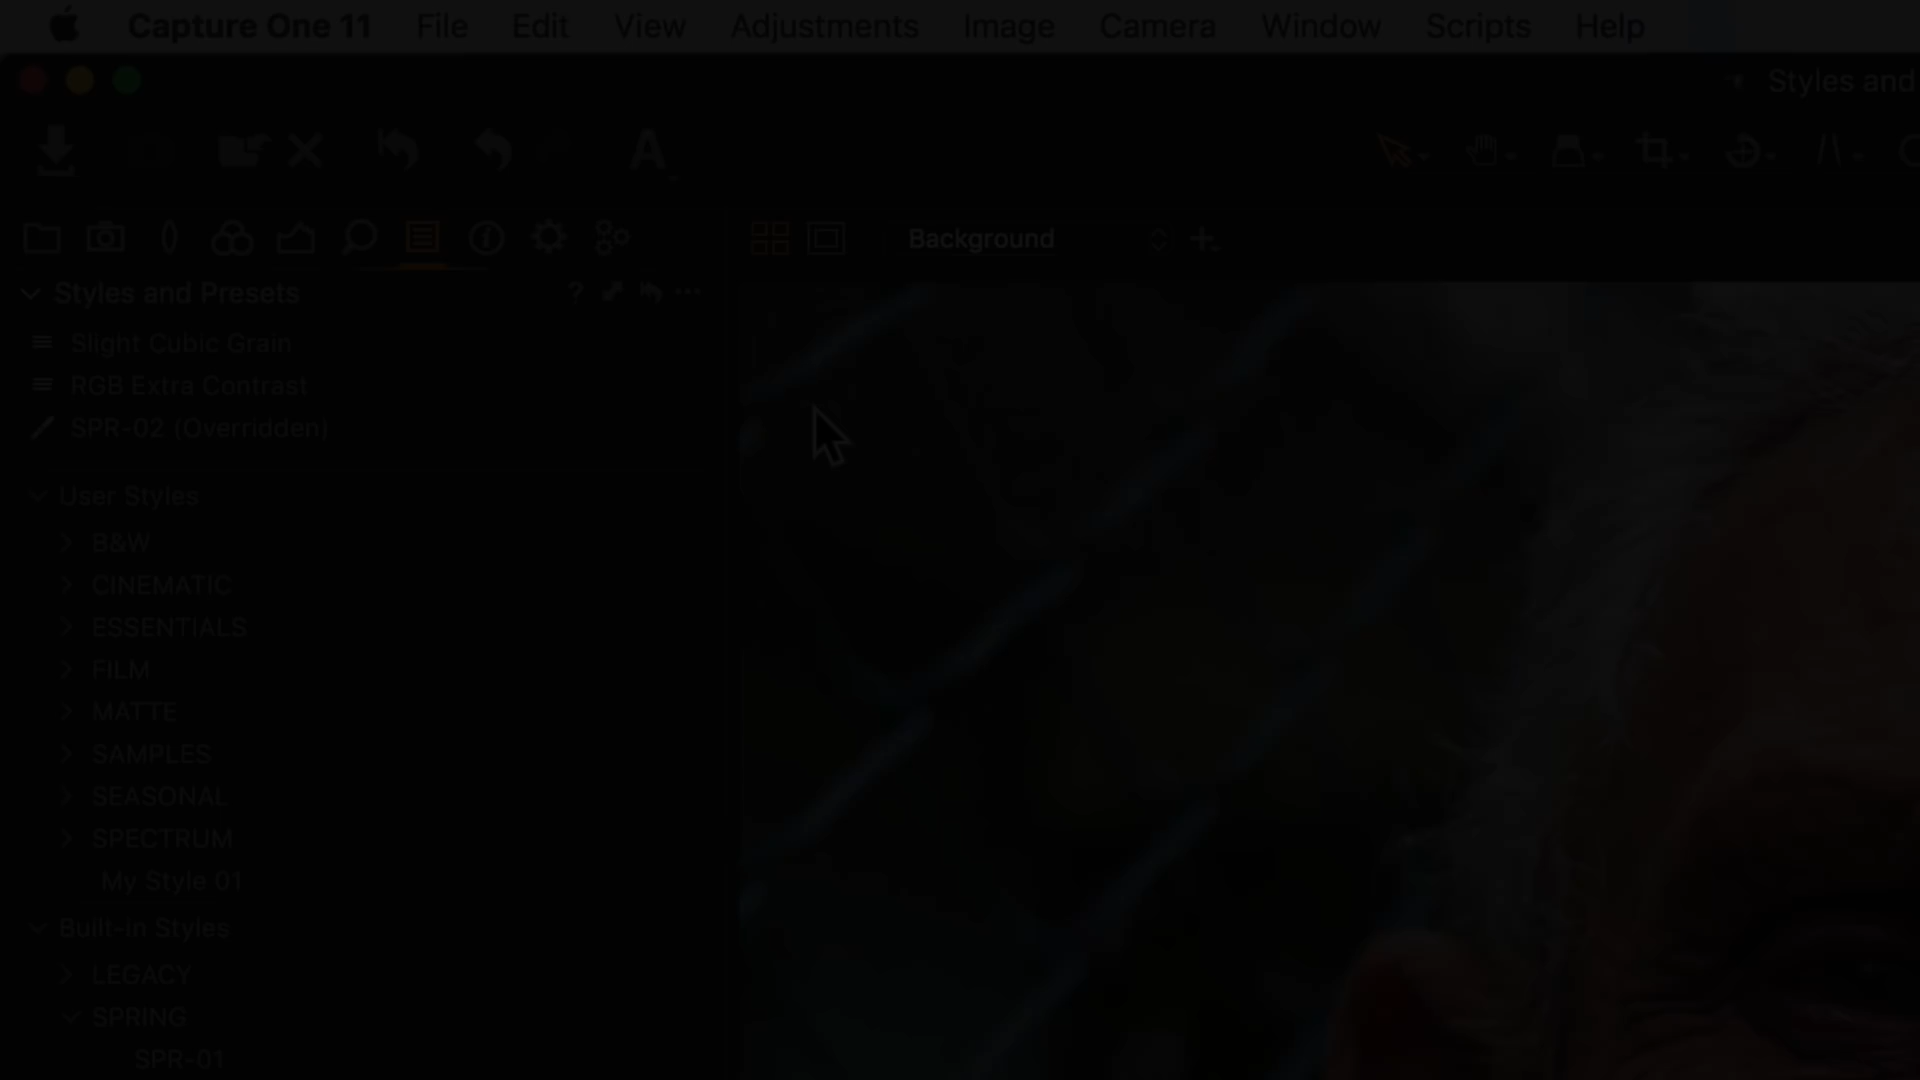 Capture One 11 File Edit View Adjustments Image Camera Window Scripts Help
Styles and
A
Background
Styles and Presets ? ...
Slight Cubic Grain
RGB Extra Contrast
SPR-02 (Overridden)
User Styles
B&W
CINEMATIC
ESSENTIALS
FILM
MATTE
SAMPLES
SEASONAL
SPECTRUM
My Style 01
Built-in Styles
LEGACY
SPRING
SPR-01